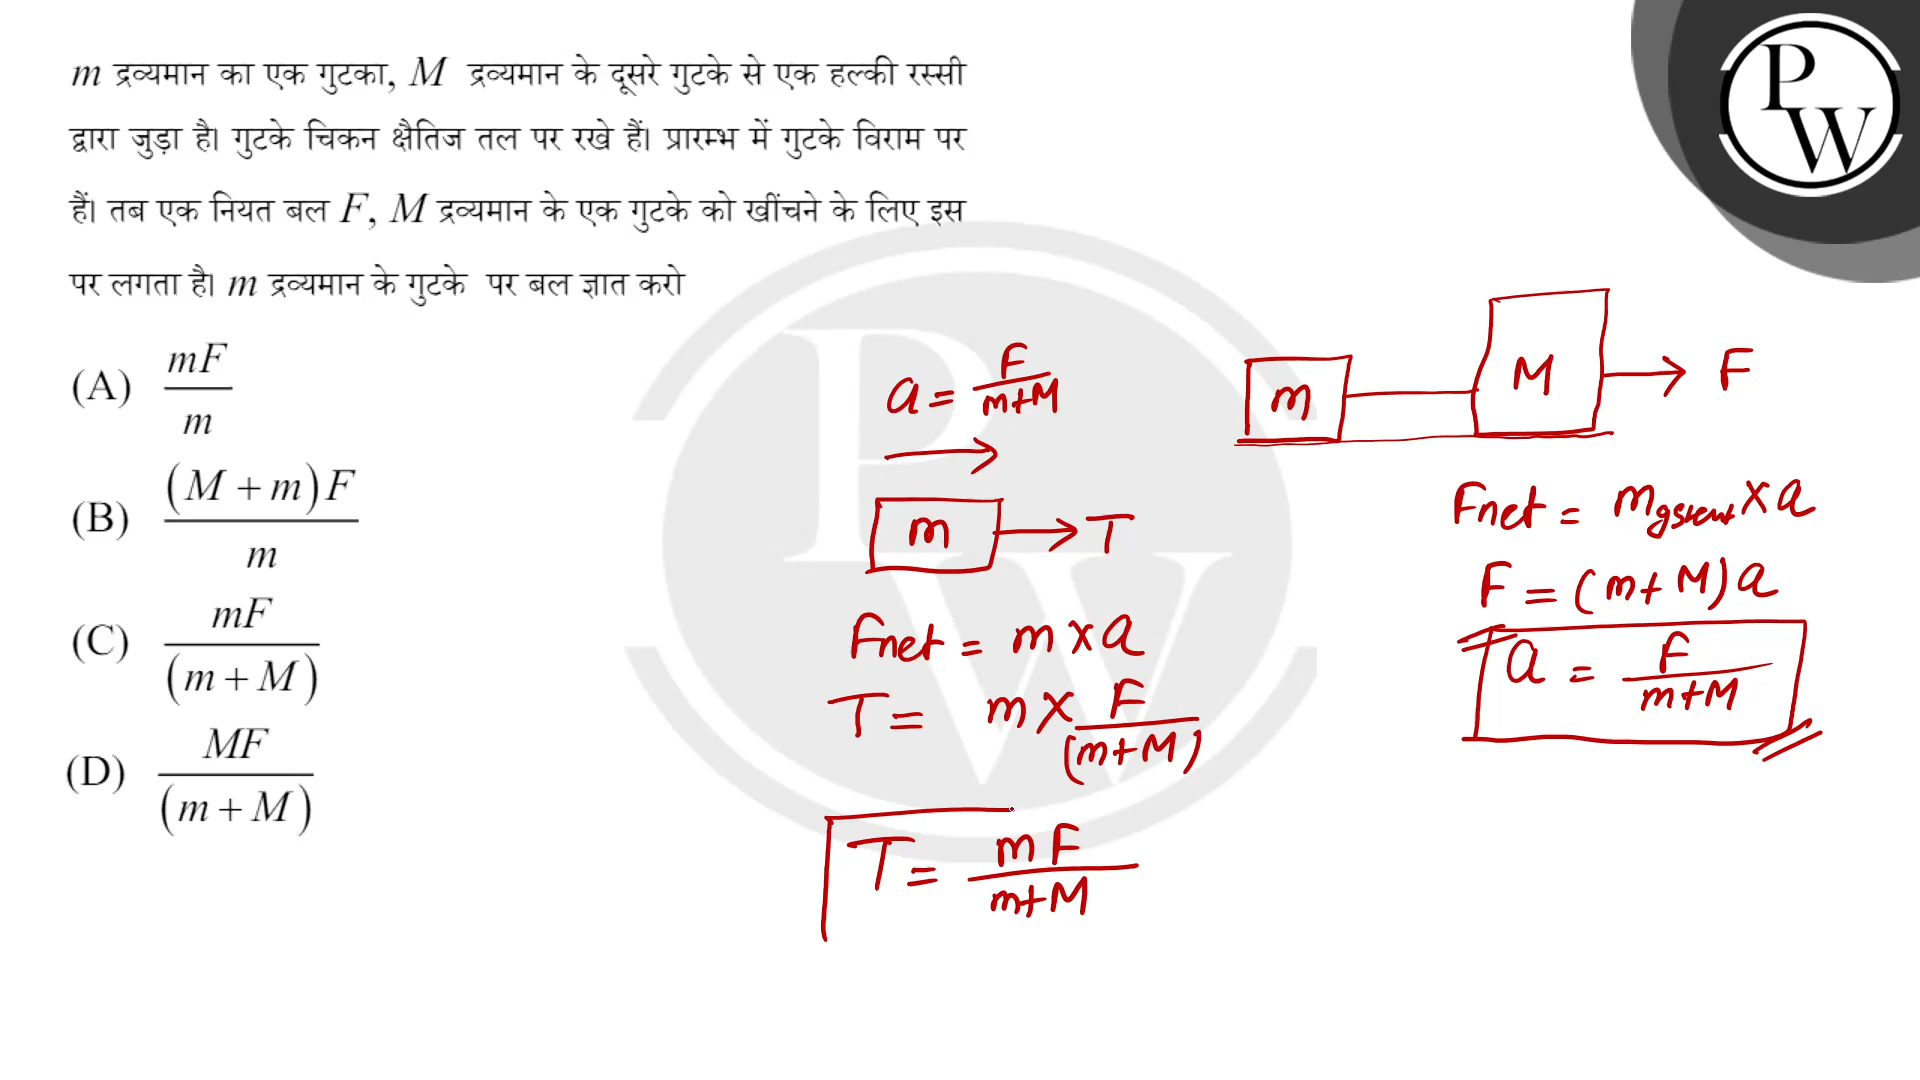 m द्रव्यमान का एक गुटका, M द्रव्यमान के दूसरे गुटके से एक हल्की रस्सी
द्वारा जुड़ा है। गुटके चिकन क्षैतिज तल पर रखे हैं। प्रारम्भ में गुटके विराम पर
हैं। तब एक नियत बल F, M द्रव्यमान के एक गुटके को खींचने के लिए इस
पर लगता है। m द्रव्यमान के गुटके पर बल ज्ञात करो
(A) mF/m
(B) (M + m)F/m
(C) mF/(m + M)
(D) MF/(m + M)
a = F/m+M
m → T
Fnet = m × a
T = m × F/(m+M)
T = mF/m+M
m M → F
Fnet = m × a
F = (m+M)a
a = F/m+M
PW
PW